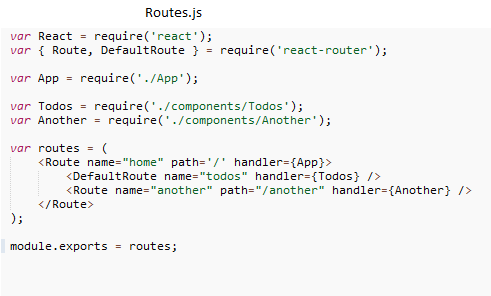 Routes.js
var React = require('react');
var { Route, DefaultRoute } = require('react-router');
var App = require('./App');
var Todos = require('./components/Todos');
var Another = require('./components/Another');
var routes = (
<Route name="home" path='/' handler={App}>
<DefaultRoute name="todos" handler={Todos} />
<Route name="another" path="/another" handler={Another} />
</Route>
);
module.exports = routes;